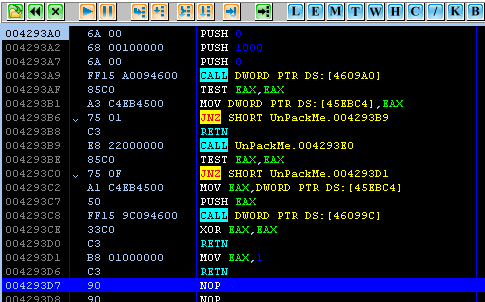 L E M T W H C / K B
004293A0 6A 00 PUSH 0
004293A2 68 00100000 PUSH 1000
004293A7 6A 00 PUSH 0
004293A9 FF15 A0094600 CALL DWORD PTR DS:[4609A0]
004293AF 85C0 TEST EAX,EAX
004293B1 A3 C4EB4500 MOV DWORD PTR DS:[45EBC4],EAX
004293B6 75 01 JNZ SHORT UnPackMe.004293B9
004293B8 C3 RETN
004293B9 E8 22000000 CALL UnPackMe.004293E0
004293BE 85C0 TEST EAX,EAX
004293C0 75 0F JNZ SHORT UnPackMe.004293D1
004293C2 A1 C4EB4500 MOV EAX,DWORD PTR DS:[45EBC4]
004293C7 50 PUSH EAX
004293C8 FF15 9C094600 CALL DWORD PTR DS:[46099C]
004293CE 33C0 XOR EAX,EAX
004293D0 C3 RETN
004293D1 B8 01000000 MOV EAX,1
004293D6 C3 RETN
004293D7 90 NOP
004293D8 90 NOP